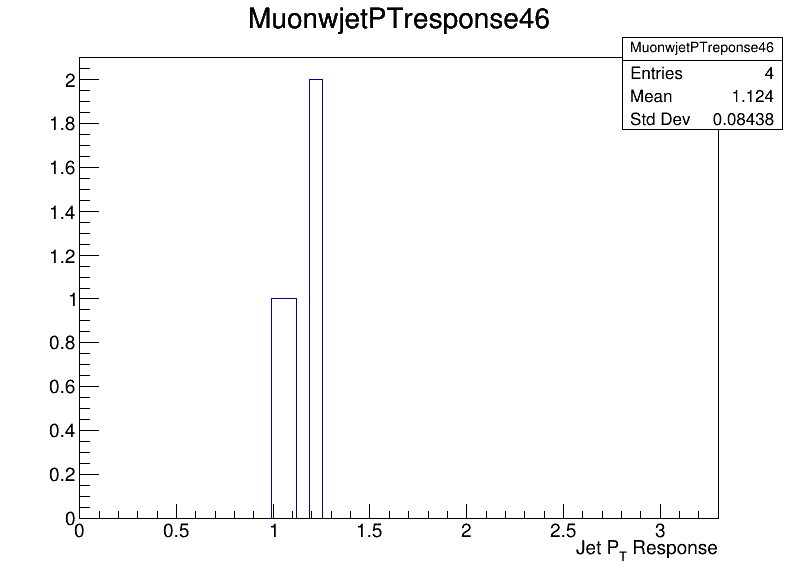 MuonwjetPTresponse46
MuonwjetPTreponse46
Entries 4
Mean 1.124
Std Dev 0.08438
2
1.8
1.6
1.4
1.2
1
0.8
0.6
0.4
0.2
0
0 0.5 1 1.5 2 2.5 3
Jet PT Response